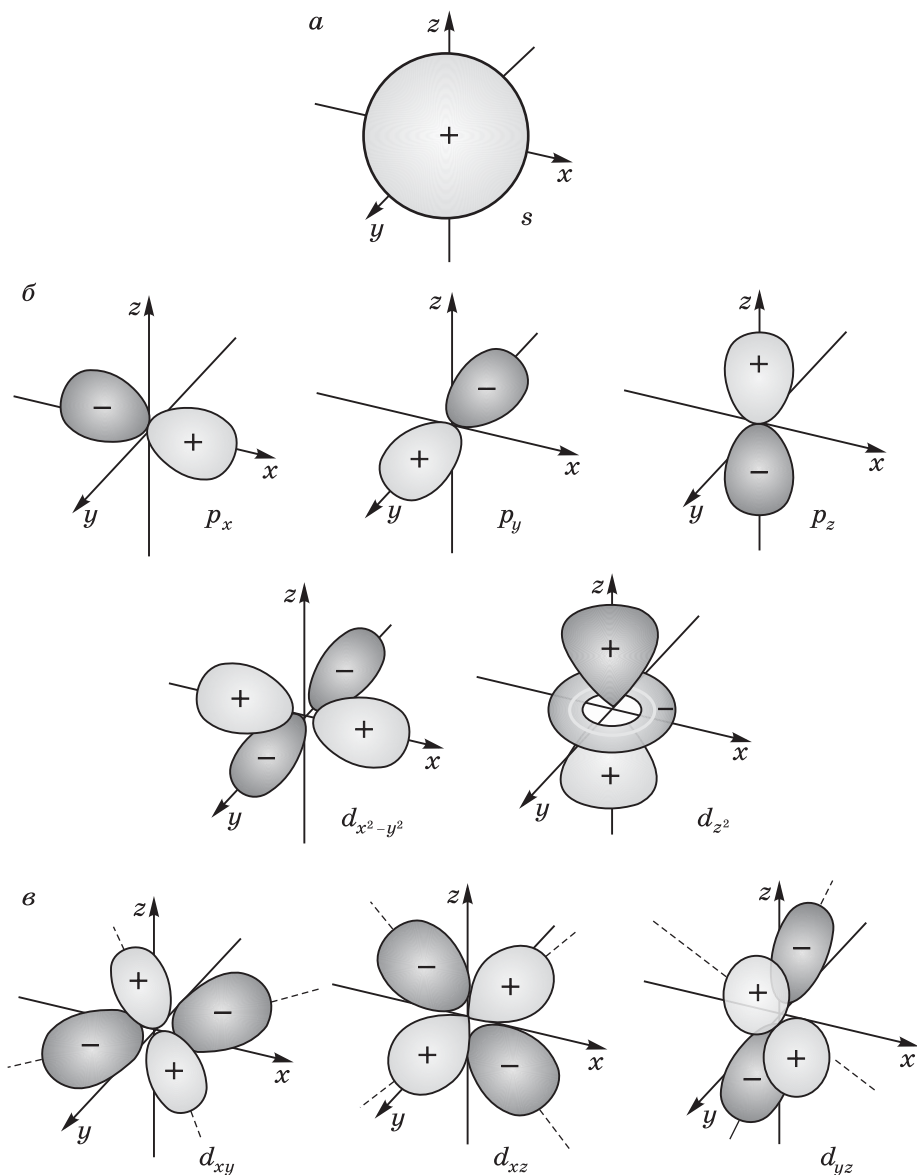 а
z
+
x
y
s
б
z
z
z
− + − + + −
x
x
x
y
y
y
p_x
p_y
p_z
z
z
+ − − + + − +
x
x
y
y
d_{x²−y²}
d_{z²}
в
z
z
z
+ − − + − + + − − + − +
x
x
x
y
y
y
d_{xy}
d_{xz}
d_{yz}